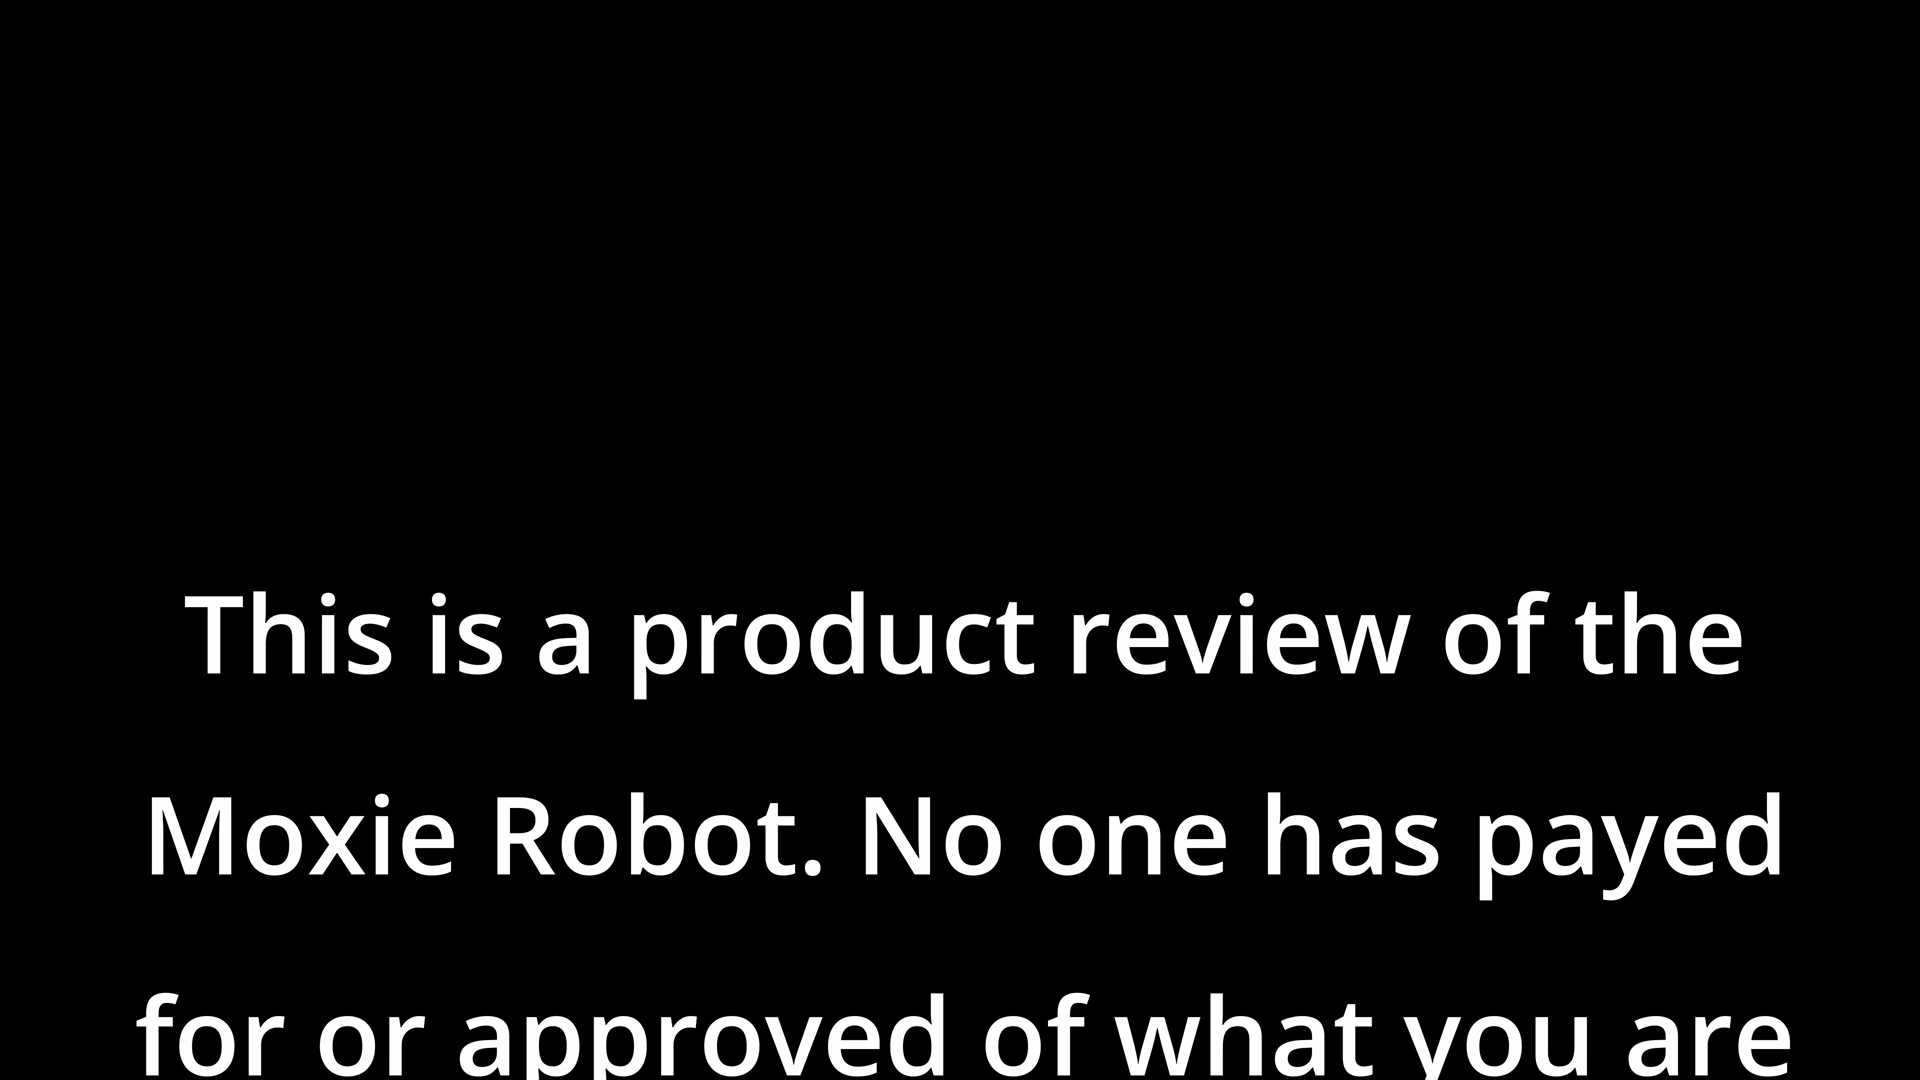 This is a product review of the
Moxie Robot. No one has payed
for or approved of what you are